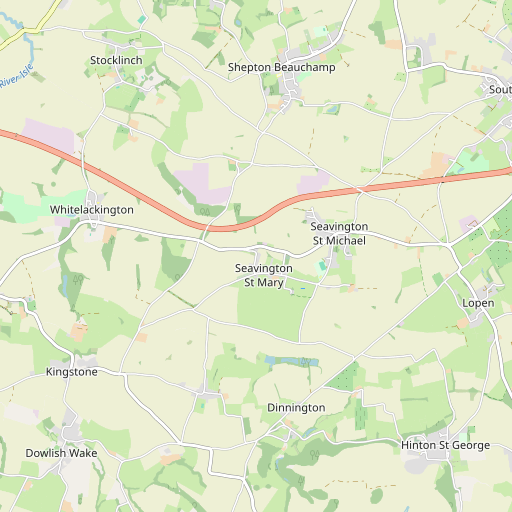 Stocklinch
Shepton Beauchamp
River Isle
South
Whitelackington
Seavington
St Michael
Seavington
St Mary
Lopen
Kingstone
Dinnington
Hinton St George
Dowlish Wake